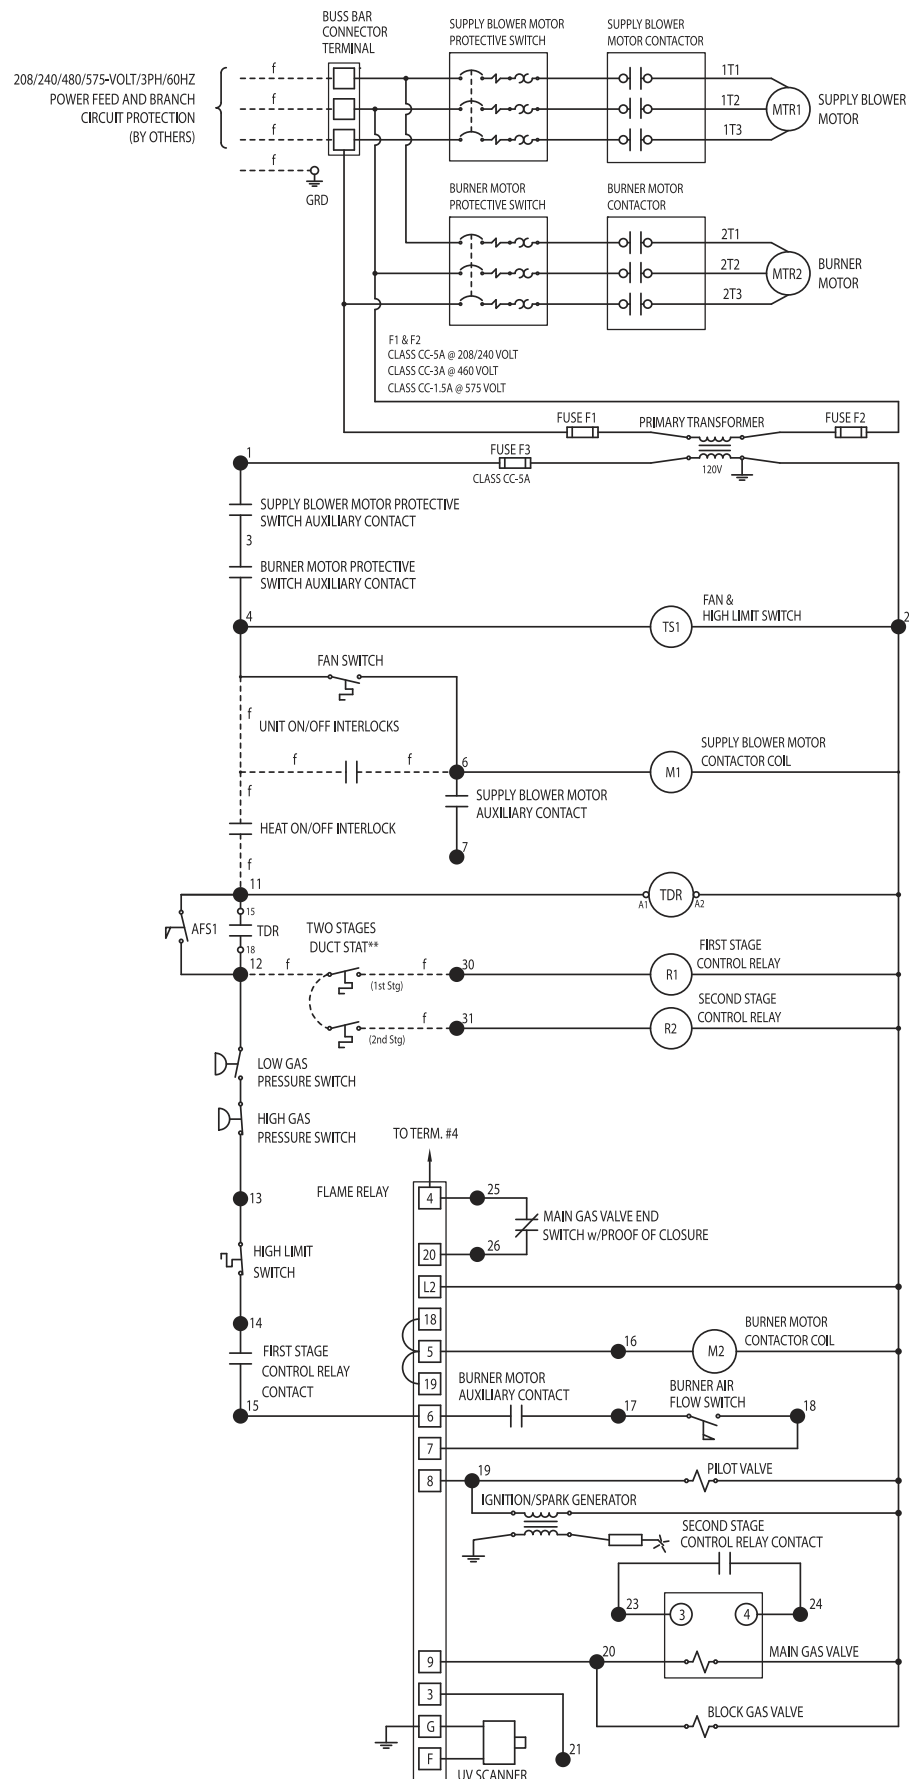 BUSS BAR
CONNECTOR
TERMINAL
SUPPLY BLOWER MOTOR
PROTECTIVE SWITCH
SUPPLY BLOWER
MOTOR CONTACTOR
208/240/480/575-VOLT/3PH/60HZ
POWER FEED AND BRANCH
CIRCUIT PROTECTION
(BY OTHERS)
f
f
f
f
GRD
1T1
1T2
1T3
MTR1
SUPPLY BLOWER
MOTOR
BURNER MOTOR
PROTECTIVE SWITCH
BURNER MOTOR
CONTACTOR
2T1
2T2
2T3
MTR2
BURNER
MOTOR
F1 & F2
CLASS CC-5A @ 208/240 VOLT
CLASS CC-3A @ 460 VOLT
CLASS CC-1.5A @ 575 VOLT
FUSE F1
PRIMARY TRANSFORMER
FUSE F2
1
FUSE F3
CLASS CC-5A
120V
SUPPLY BLOWER MOTOR PROTECTIVE
SWITCH AUXILIARY CONTACT
3
BURNER MOTOR PROTECTIVE
SWITCH AUXILIARY CONTACT
4
TS1
FAN &
HIGH LIMIT SWITCH
2
FAN SWITCH
f
UNIT ON/OFF INTERLOCKS
f
f
6
M1
SUPPLY BLOWER MOTOR
CONTACTOR COIL
f
SUPPLY BLOWER MOTOR
AUXILIARY CONTACT
HEAT ON/OFF INTERLOCK
7
f
11
A1
TDR
A2
AFS1
15
TDR
18
TWO STAGES
DUCT STAT**
12
f
(1st Stg)
f
30
R1
FIRST STAGE
CONTROL RELAY
(2nd Stg)
f
31
R2
SECOND STAGE
CONTROL RELAY
LOW GAS
PRESSURE SWITCH
HIGH GAS
PRESSURE SWITCH
TO TERM. #4
FLAME RELAY
13
4
25
MAIN GAS VALVE END
SWITCH w/PROOF OF CLOSURE
HIGH LIMIT
SWITCH
20
26
L2
14
18
FIRST STAGE
CONTROL RELAY
CONTACT
5
16
M2
BURNER MOTOR
CONTACTOR COIL
19
BURNER MOTOR
AUXILIARY CONTACT
BURNER AIR
FLOW SWITCH
15
6
17
18
7
8
19
PILOT VALVE
IGNITION/SPARK GENERATOR
SECOND STAGE
CONTROL RELAY CONTACT
23
3
4
24
9
20
MAIN GAS VALVE
3
BLOCK GAS VALVE
G
F
21
UV SCANNER